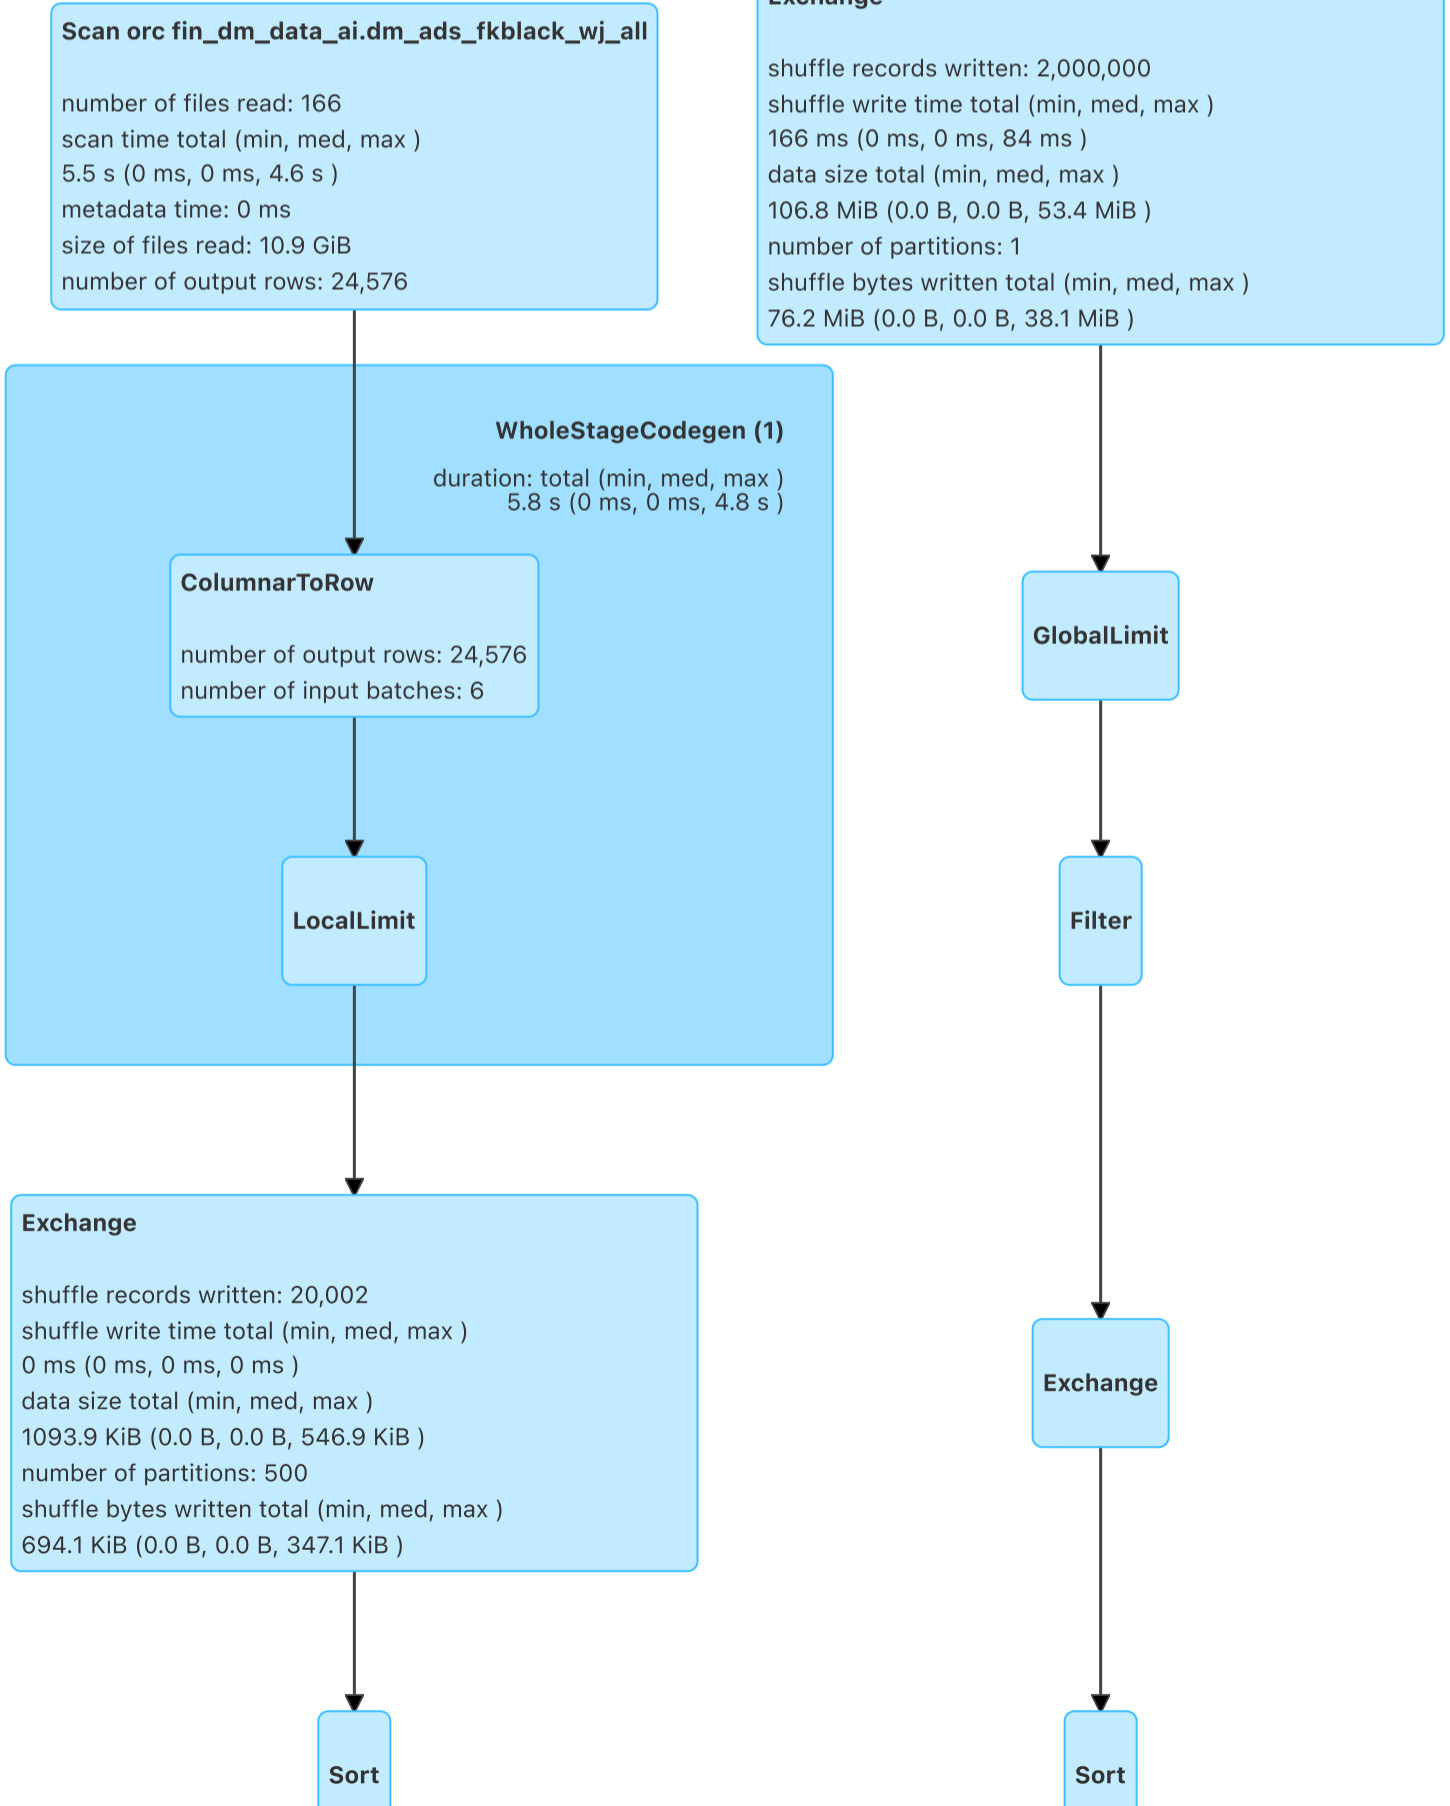 Scan orc fin_dm_data_ai.dm_ads_fkblack_wj_all
number of files read: 166
scan time total (min, med, max )
5.5 s (0 ms, 0 ms, 4.6 s )
metadata time: 0 ms
size of files read: 10.9 GiB
number of output rows: 24,576
WholeStageCodegen (1)
duration: total (min, med, max )
5.8 s (0 ms, 0 ms, 4.8 s )
ColumnarToRow
number of output rows: 24,576
number of input batches: 6
LocalLimit
Exchange
shuffle records written: 20,002
shuffle write time total (min, med, max )
0 ms (0 ms, 0 ms, 0 ms )
data size total (min, med, max )
1093.9 KiB (0.0 B, 0.0 B, 546.9 KiB )
number of partitions: 500
shuffle bytes written total (min, med, max )
694.1 KiB (0.0 B, 0.0 B, 347.1 KiB )
Sort
Exchange
shuffle records written: 2,000,000
shuffle write time total (min, med, max )
166 ms (0 ms, 0 ms, 84 ms )
data size total (min, med, max )
106.8 MiB (0.0 B, 0.0 B, 53.4 MiB )
number of partitions: 1
shuffle bytes written total (min, med, max )
76.2 MiB (0.0 B, 0.0 B, 38.1 MiB )
GlobalLimit
Filter
Exchange
Sort